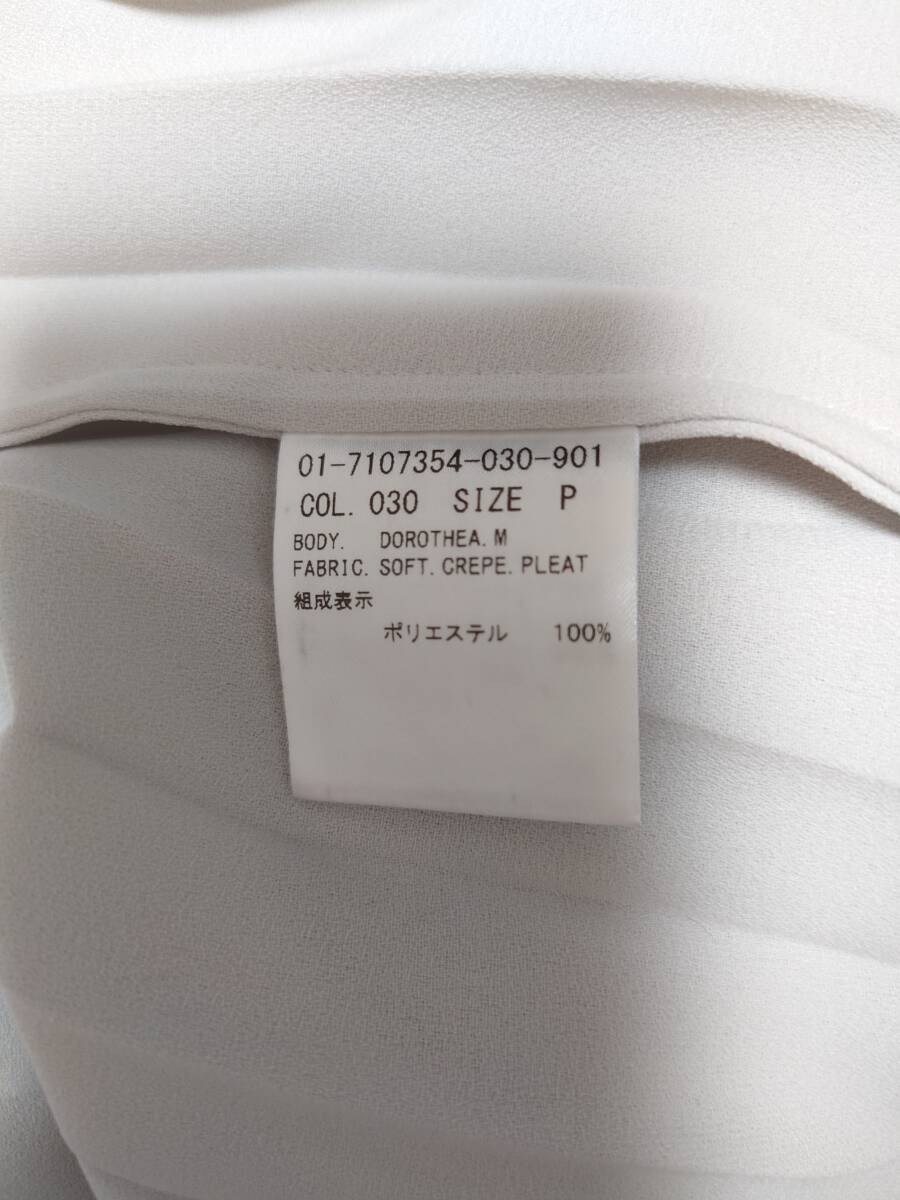 01-7107354-030-901
COL. 030 SIZE P
BODY. DOROTHEA. M
FABRIC. SOFT. CREPE. PLEAT
組成表示
ポリエステル 100%